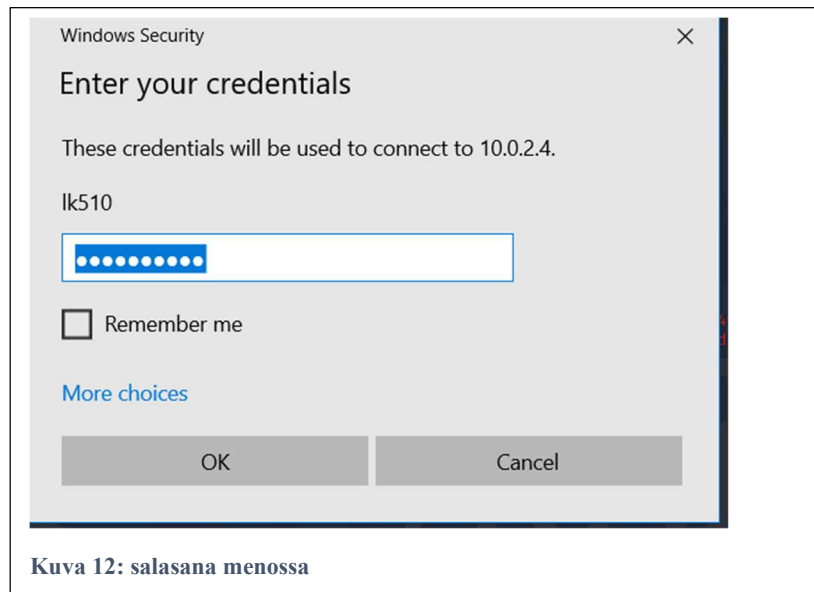 Windows Security
Enter your credentials
These credentials will be used to connect to 10.0.2.4.
lk510
Remember me
More choices
OK
Cancel
Kuva 12: salasana menossa